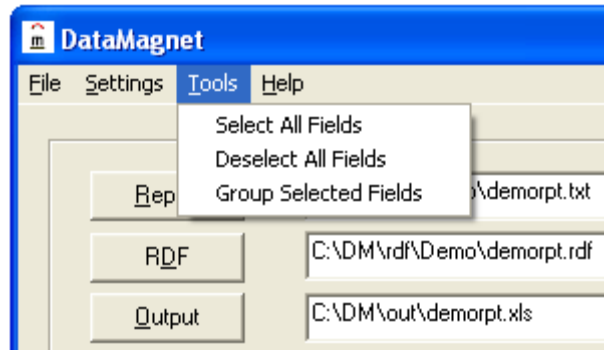 DataMagnet
File Settings Tools Help
Select All Fields
Deselect All Fields
Group Selected Fields
\demorpt.txt
RDF C:\DM\rdf\Demo\demorpt.rdf
Output C:\DM\out\demorpt.xls